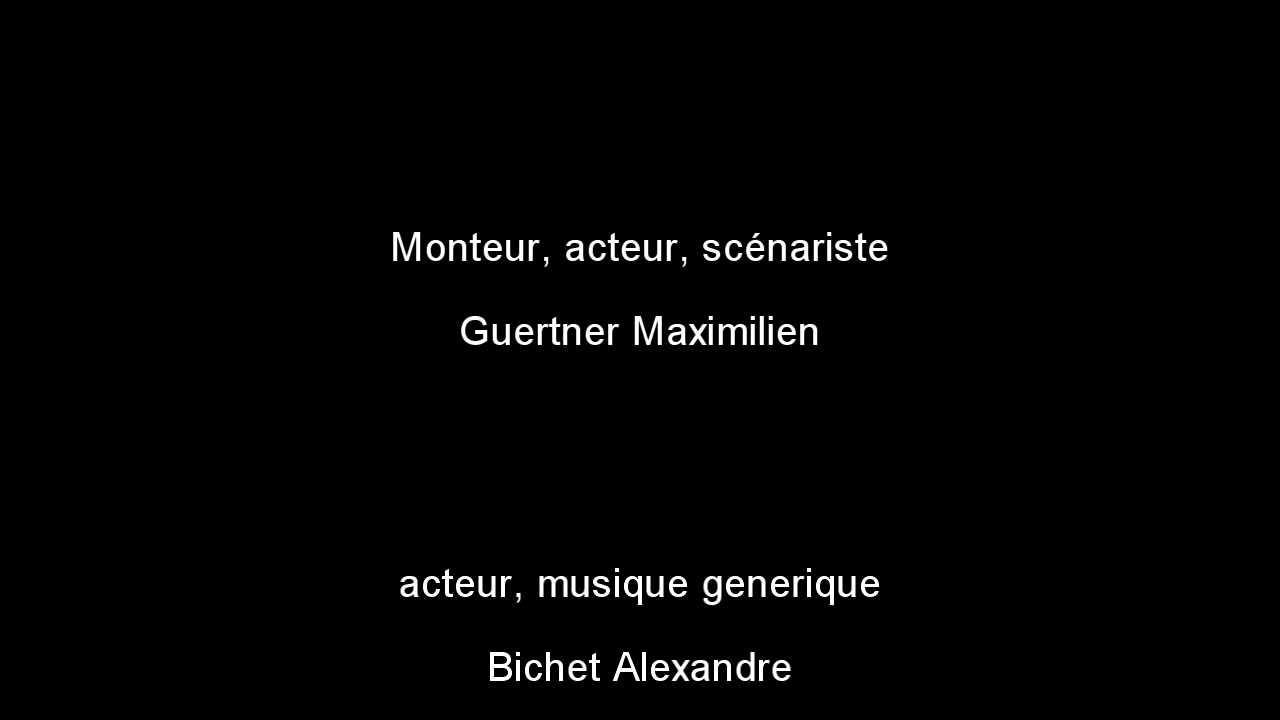 Monteur, acteur, scénariste
Guertner Maximilien
acteur, musique generique
Bichet Alexandre